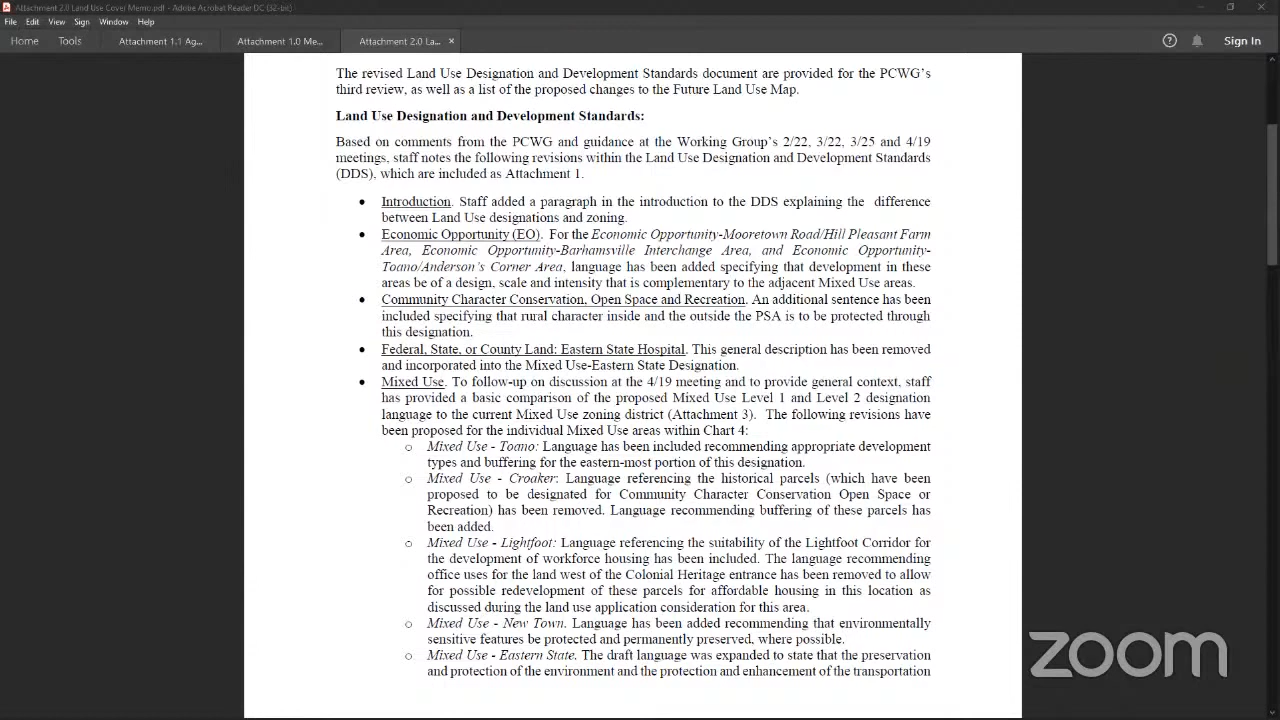 Attachment 2.0 Land Use Cover Memo.pdf - Adobe Acrobat Reader DC (32-bit)
File Edit View Sign Window Help
Home Tools Attachment 1.1 Ag... Attachment 1.0 Me... Attachment 2.0 La... × Sign In
The revised Land Use Designation and Development Standards document are provided for the PCWG's
third review, as well as a list of the proposed changes to the Future Land Use Map.
Land Use Designation and Development Standards:
Based on comments from the PCWG and guidance at the Working Group's 2/22, 3/22, 3/25 and 4/19
meetings, staff notes the following revisions within the Land Use Designation and Development Standards
(DDS), which are included as Attachment 1.
• Introduction. Staff added a paragraph in the introduction to the DDS explaining the difference
between Land Use designations and zoning.
• Economic Opportunity (EO). For the Economic Opportunity-Mooretown Road/Hill Pleasant Farm
Area, Economic Opportunity-Barhamsville Interchange Area, and Economic Opportunity-
Toano/Anderson's Corner Area, language has been added specifying that development in these
areas be of a design, scale and intensity that is complementary to the adjacent Mixed Use areas.
• Community Character Conservation, Open Space and Recreation. An additional sentence has been
included specifying that rural character inside and the outside the PSA is to be protected through
this designation.
• Federal, State, or County Land: Eastern State Hospital. This general description has been removed
and incorporated into the Mixed Use-Eastern State Designation.
• Mixed Use. To follow-up on discussion at the 4/19 meeting and to provide general context, staff
has provided a basic comparison of the proposed Mixed Use Level 1 and Level 2 designation
language to the current Mixed Use zoning district (Attachment 3). The following revisions have
been proposed for the individual Mixed Use areas within Chart 4:
o Mixed Use - Toano: Language has been included recommending appropriate development
types and buffering for the eastern-most portion of this designation.
o Mixed Use - Croaker: Language referencing the historical parcels (which have been
proposed to be designated for Community Character Conservation Open Space or
Recreation) has been removed. Language recommending buffering of these parcels has
been added.
o Mixed Use - Lightfoot: Language referencing the suitability of the Lightfoot Corridor for
the development of workforce housing has been included. The language recommending
office uses for the land west of the Colonial Heritage entrance has been removed to allow
for possible redevelopment of these parcels for affordable housing in this location as
discussed during the land use application consideration for this area.
o Mixed Use - New Town. Language has been added recommending that environmentally
sensitive features be protected and permanently preserved, where possible.
o Mixed Use - Eastern State. The draft language was expanded to state that the preservation
and protection of the environment and the protection and enhancement of the transportation
zoom